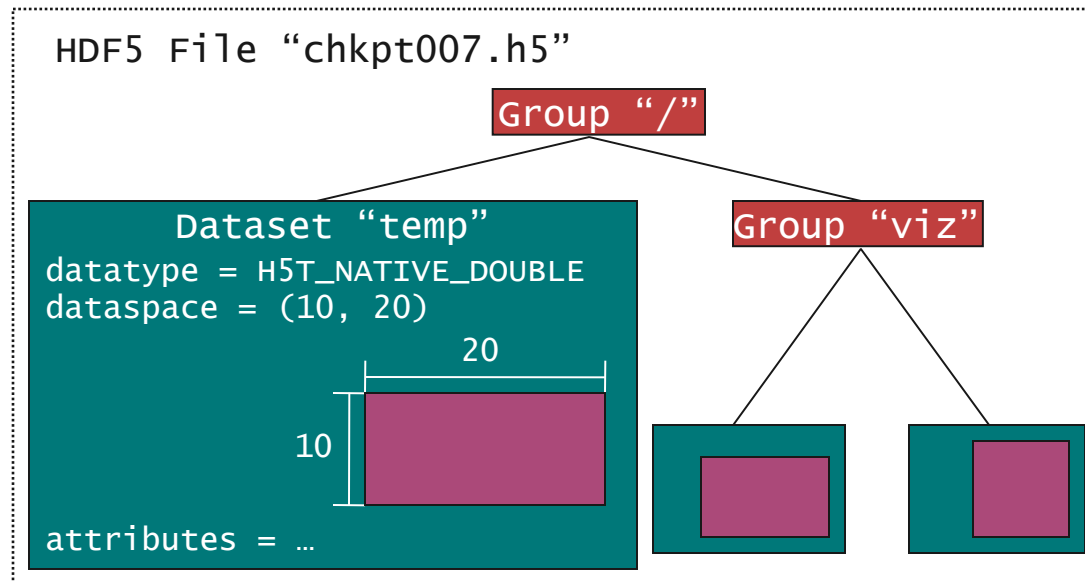 HDF5 File “chkpt007.h5”
Group “/”
Dataset “temp”
datatype = H5T_NATIVE_DOUBLE
dataspace = (10, 20)
20
10
attributes = …
Group “viz”